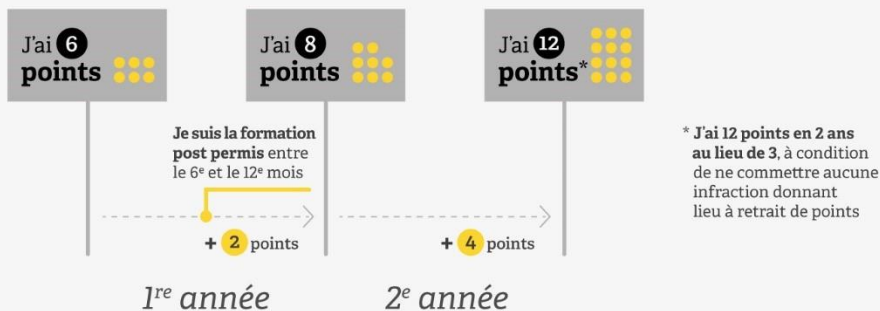 J'ai 6
points
J'ai 8
points
J'ai 12
points*
Je suis la formation
post permis entre
le 6e et le 12e mois
+ 2 points
+ 4 points
* J'ai 12 points en 2 ans
au lieu de 3, à condition
de ne commettre aucune
infraction donnant
lieu à retrait de points
1re année
2e année